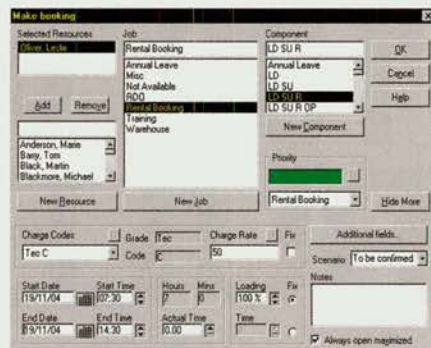 Make booking
Selected Resources
Oliver, Leslie
Add
Remove
Anderson, Marie
Barry, Tom
Black, Martin
Blackmore, Michael
New Resource
Job
Rental Booking
Annual Leave
Misc
Not Available
RDO
Rental Booking
Training
Warehouse
New Job
Component
LD SU R
Annual Leave
LD
LD SU
LD SU R
LD SU R OP
New Component
Priority
Rental Booking
OK
Cancel
Help
Hide More
Charge Codes
Tec C
Grade Tec
Code C
Charge Rate
50
Fix
Additional fields...
Scenario To be confirmed
Notes
Start Date
19/11/04
Start Time
07:30
End Date
19/11/04
End Time
14:30
Hours
7
Mins
0
Actual Time
0.00
Loading
100 %
Fix
Time
Always open maximized